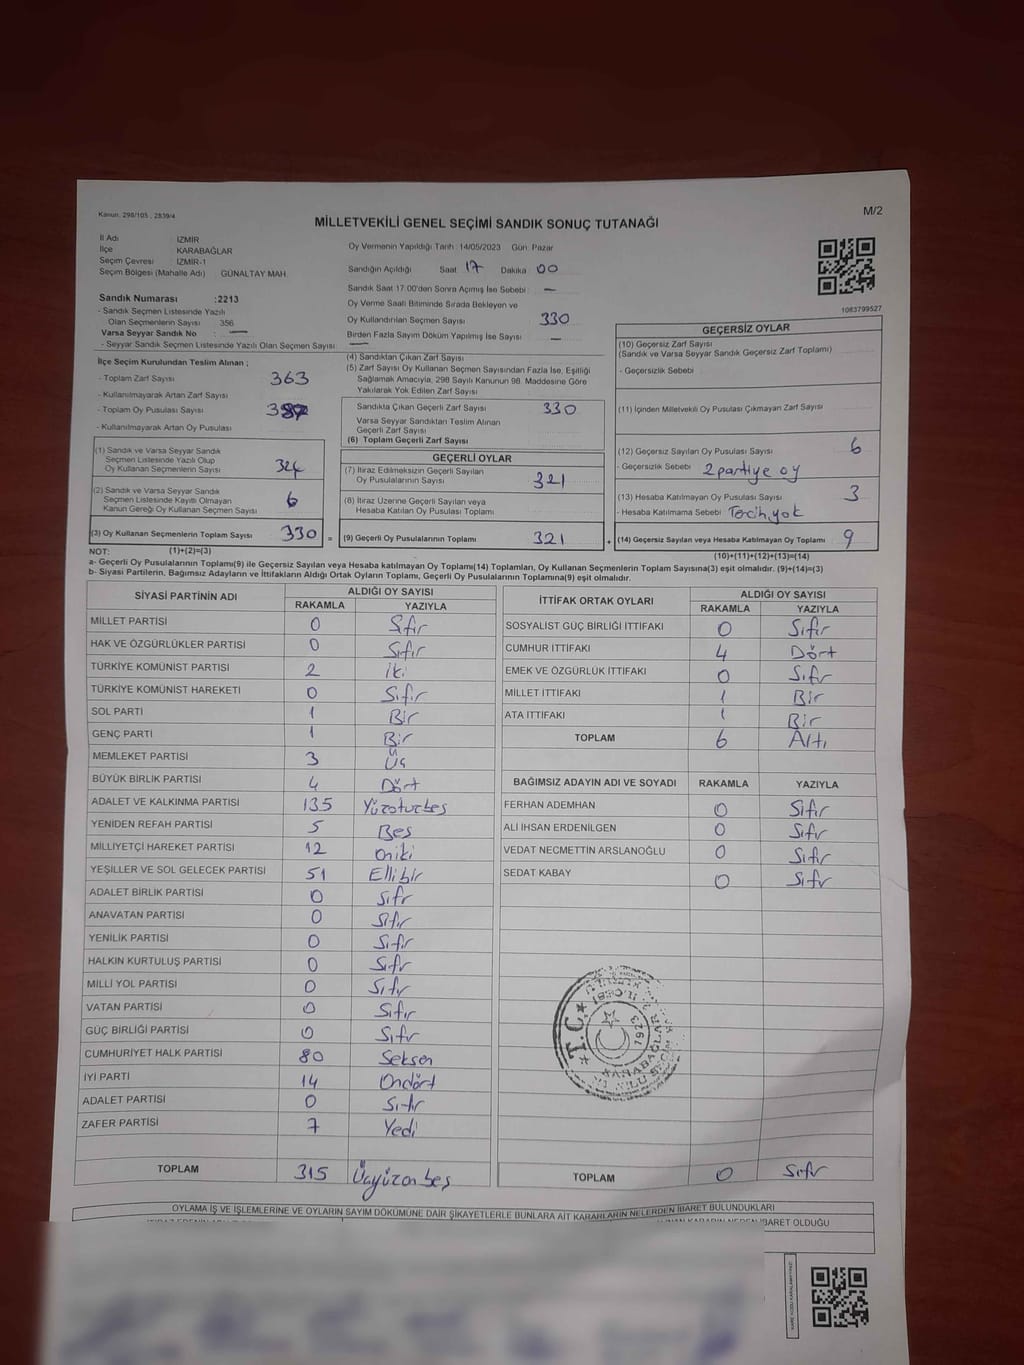 Kanun. 298/105 , 2839/4
M/2
MİLLETVEKİLİ GENEL SEÇİMİ SANDIK SONUÇ TUTANAĞI
İl Adı : İZMİR
İlçe : KARABAĞLAR
Seçim Çevresi : İZMİR-1
Seçim Bölgesi (Mahalle Adı) : GÜNALTAY MAH.
Sandık Numarası :2213
- Sandık Seçmen Listesinde Yazılı
Olan Seçmenlerin Sayısı : 356
Varsa Seyyar Sandık No : —
- Seyyar Sandık Seçmen Listesinde Yazılı Olan Seçmen Sayısı : —
Oy Vermenin Yapıldığı Tarih : 14/05/2023 Gün: Pazar
Sandığın Açıldığı Saat 17 Dakika 00
Sandık Saat 17:00'den Sonra Açımış İse Sebebi : —
Oy Verme Saati Bitiminde Sırada Bekleyen ve
Oy Kullandırılan Seçmen Sayısı : 330
Birden Fazla Sayım Döküm Yapılmış İse Sayısı : —
1083799527
İlçe Seçim Kurulundan Teslim Alınan ;
- Toplam Zarf Sayısı 363
- Kullanılmayarak Artan Zarf Sayısı
- Toplam Oy Pusulası Sayısı
- Kullanılmayarak Artan Oy Pusulası
(1) Sandık ve Varsa Seyyar Sandık
Seçmen Listesinde Yazılı Olup
Oy Kullanan Seçmenlerin Sayısı 324
(2) Sandık ve Varsa Seyyar Sandık
Seçmen Listesinde Kayıtlı Olmayan
Kanun Gereği Oy Kullanan Seçmen Sayısı 6
(3) Oy Kullanan Seçmenlerin Toplam Sayısı 330 =
(4) Sandıktan Çıkan Zarf Sayısı
(5) Zarf Sayısı Oy Kullanan Seçmen Sayısından Fazla İse, Eşitliği
Sağlamak Amacıyla, 298 Sayılı Kanunun 98. Maddesine Göre
Yakılarak Yok Edilen Zarf Sayısı
Sandıkta Çıkan Geçerli Zarf Sayısı 330
Varsa Seyyar Sandıktan Teslim Alınan
Geçerli Zarf Sayısı
(6) Toplam Geçerli Zarf Sayısı
GEÇERLİ OYLAR
(7) İtiraz Edilmeksizin Geçerli Sayılan
Oy Pusulalarının Sayısı 321
(8) İtiraz Üzerine Geçerli Sayılan veya
Hesaba Katılan Oy Pusulası Toplamı
(9) Geçerli Oy Pusulalarının Toplamı 321 +
GEÇERSİZ OYLAR
(10) Geçersiz Zarf Sayısı
(Sandık ve Varsa Seyyar Sandık Geçersiz Zarf Toplamı)
- Geçersizlik Sebebi
(11) İçinden Milletvekili Oy Pusulası Çıkmayan Zarf Sayısı
(12) Geçersiz Sayılan Oy Pusulası Sayısı 6
- Geçersizlik Sebebi 2 partiye oy
(13) Hesaba Katılmayan Oy Pusulası Sayısı 3
- Hesaba Katılmama Sebebi Tercih yok
(14) Geçersiz Sayılan veya Hesaba Katılmayan Oy Toplamı 9
NOT: (1)+(2)=(3) (10)+(11)+(12)+(13)=(14)
a- Geçerli Oy Pusulalarının Toplamı(9) ile Geçersiz Sayılan veya Hesaba katılmayan Oy Toplamı(14) Toplamları, Oy Kullanan Seçmenlerin Toplam Sayısına(3) eşit olmalıdır. (9)+(14)=(3)
b- Siyasi Partilerin, Bağımsız Adayların ve İttifakların Aldığı Ortak Oyların Toplamı, Geçerli Oy Pusulalarının Toplamına(9) eşit olmalıdır.
SİYASİ PARTİNİN ADI ALDIĞI OY SAYISI
RAKAMLA YAZIYLA
MİLLET PARTİSİ 0 Sıfır
HAK VE ÖZGÜRLÜKLER PARTİSİ 0 Sıfır
TÜRKİYE KOMÜNİST PARTİSİ 2 iki
TÜRKİYE KOMÜNİST HAREKETİ 0 Sıfır
SOL PARTİ 1 Bir
GENÇ PARTİ 1 Bir
MEMLEKET PARTİSİ 3 Üç
BÜYÜK BİRLİK PARTİSİ 4 Dört
ADALET VE KALKINMA PARTİSİ 135 Yüzotuzbeş
YENİDEN REFAH PARTİSİ 5 Beş
MİLLİYETÇİ HAREKET PARTİSİ 12 oniki
YEŞİLLER VE SOL GELECEK PARTİSİ 51 Ellibir
ADALET BİRLİK PARTİSİ 0 Sıfır
ANAVATAN PARTİSİ 0 Sıfır
YENİLİK PARTİSİ 0 Sıfır
HALKIN KURTULUŞ PARTİSİ 0 Sıfır
MİLLİ YOL PARTİSİ 0 Sıfır
VATAN PARTİSİ 0 Sıfır
GÜÇ BİRLİĞİ PARTİSİ 0 Sıfır
CUMHURİYET HALK PARTİSİ 80 Seksen
İYİ PARTİ 14 Ondört
ADALET PARTİSİ 0 Sıfır
ZAFER PARTİSİ 7 Yedi
TOPLAM 315 Üçyüzonbeş
İTTİFAK ORTAK OYLARI ALDIĞI OY SAYISI
RAKAMLA YAZIYLA
SOSYALİST GÜÇ BİRLİĞİ İTTİFAKI 0 Sıfır
CUMHUR İTTİFAKI 4 Dört
EMEK VE ÖZGÜRLÜK İTTİFAKI 0 Sıfır
MİLLET İTTİFAKI 1 Bir
ATA İTTİFAKI 1 Bir
TOPLAM 6 Altı
BAĞIMSIZ ADAYIN ADI VE SOYADI RAKAMLA YAZIYLA
FERHAN ADEMHAN 0 Sıfır
ALİ İHSAN ERDENİLGEN 0 Sıfır
VEDAT NECMETTİN ARSLANOĞLU 0 Sıfır
SEDAT KABAY 0 Sıfır
T.C.
1923
TOPLAM 0 Sıfır
OYLAMA İŞ VE İŞLEMLERİNE VE OYLARIN SAYIM DÖKÜMÜNE DAİR ŞİKAYETLERLE BUNLARA AİT KARARLARIN NELERDEN İBARET BULUNDUKLARI